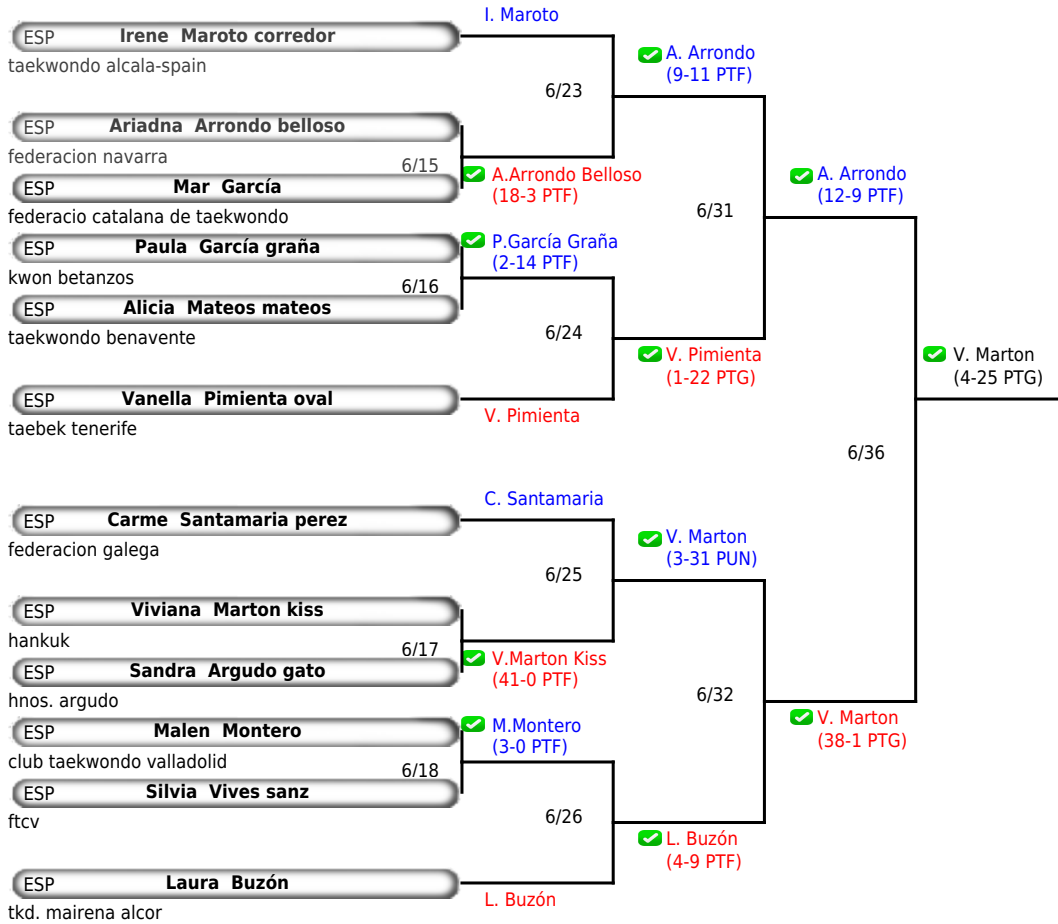 I. Maroto
ESP Irene Maroto corredor
taekwondo alcala-spain
A. Arrondo
(9-11 PTF)
6/23
ESP Ariadna Arrondo belloso
federacion navarra
6/15
A.Arrondo Belloso
(18-3 PTF)
ESP Mar García
federacio catalana de taekwondo
A. Arrondo
(12-9 PTF)
6/31
ESP Paula García graña
kwon betanzos
P.García Graña
(2-14 PTF)
6/16
ESP Alicia Mateos mateos
taekwondo benavente
6/24
V. Pimienta
(1-22 PTG)
V. Marton
(4-25 PTG)
ESP Vanella Pimienta oval
taebek tenerife
V. Pimienta
6/36
C. Santamaria
ESP Carme Santamaria perez
federacion galega
V. Marton
(3-31 PUN)
6/25
ESP Viviana Marton kiss
hankuk
6/17
V.Marton Kiss
(41-0 PTF)
ESP Sandra Argudo gato
hnos. argudo
6/32
V. Marton
(38-1 PTG)
ESP Malen Montero
club taekwondo valladolid
M.Montero
(3-0 PTF)
6/18
ESP Silvia Vives sanz
ftcv
6/26
L. Buzón
(4-9 PTF)
ESP Laura Buzón
tkd. mairena alcor
L. Buzón